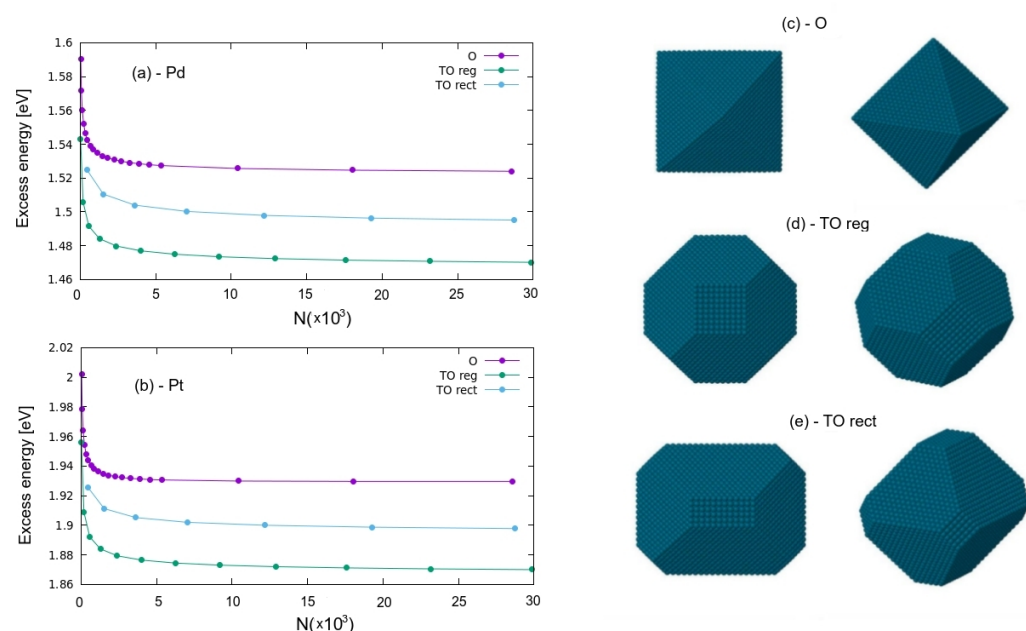 (a) - Pd
O
TO reg
TO rect
1.6
1.58
1.56
1.54
1.52
1.5
1.48
1.46
Excess energy [eV]
0 5 10 15 20 25 30
N(×10³)
(b) - Pt
O
TO reg
TO rect
2.02
2
1.98
1.96
1.94
1.92
1.9
1.88
1.86
Excess energy [eV]
0 5 10 15 20 25 30
N(×10³)
(c) - O
(d) - TO reg
(e) - TO rect